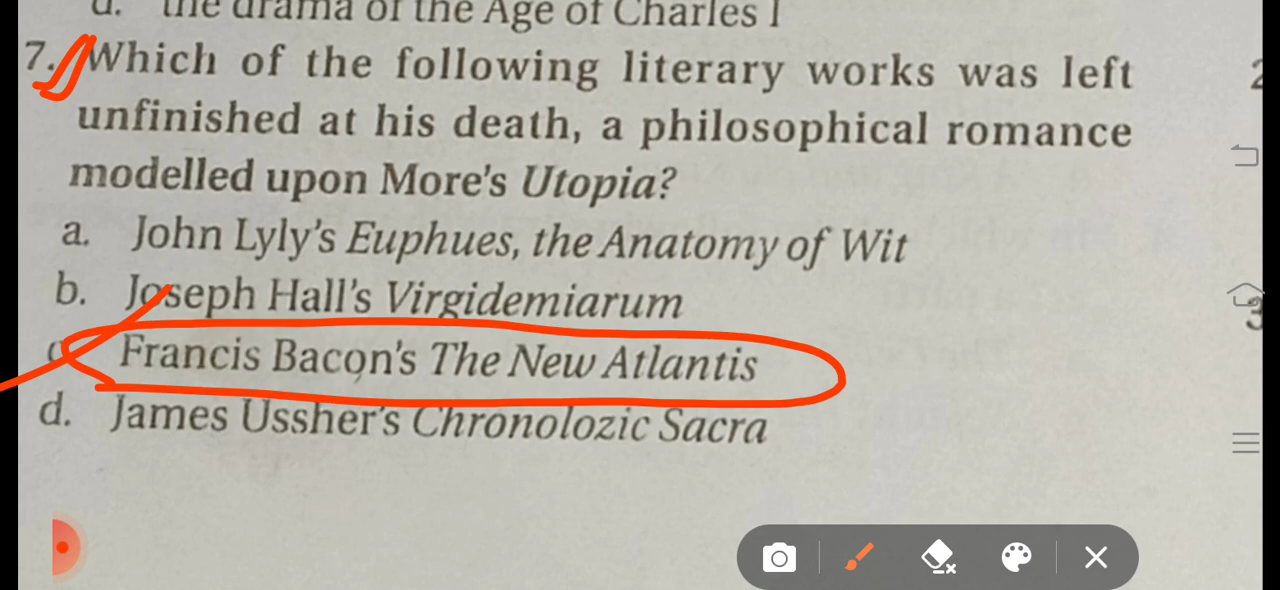 d. the drama of the Age of Charles I
7. Which of the following literary works was left
unfinished at his death, a philosophical romance
modelled upon More's Utopia?
a. John Lyly's Euphues, the Anatomy of Wit
b. Joseph Hall's Virgidemiarum
c. Francis Bacon's The New Atlantis
d. James Ussher's Chronolozic Sacra
2
3